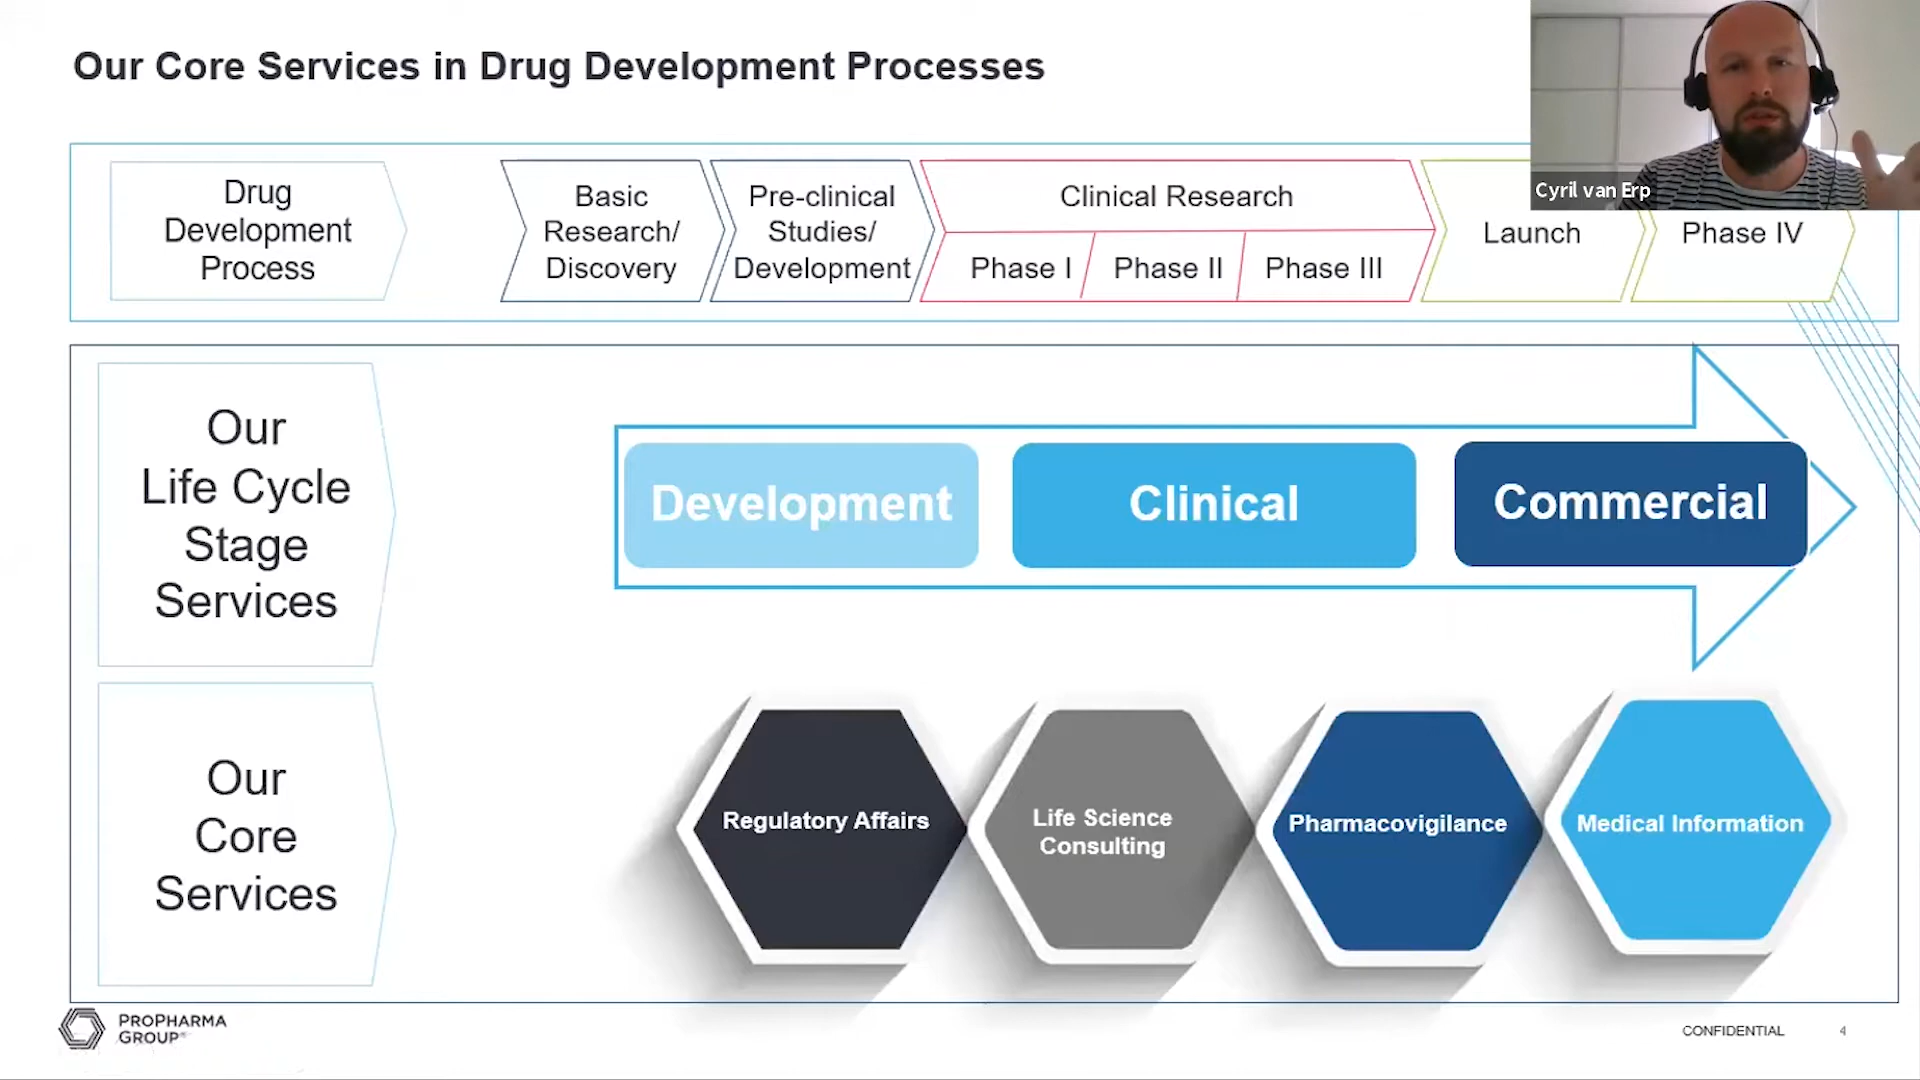 Our Core Services in Drug Development Processes
Cyril van Erp
Drug
Development
Process
Basic
Research/
Discovery
Pre-clinical
Studies/
Development
Clinical Research
Phase I
Phase II
Phase III
Launch
Phase IV
Our
Life Cycle
Stage
Services
Development
Clinical
Commercial
Our
Core
Services
Regulatory Affairs
Life Science
Consulting
Pharmacovigilance
Medical Information
PROPHARMA
GROUP®
CONFIDENTIAL
4